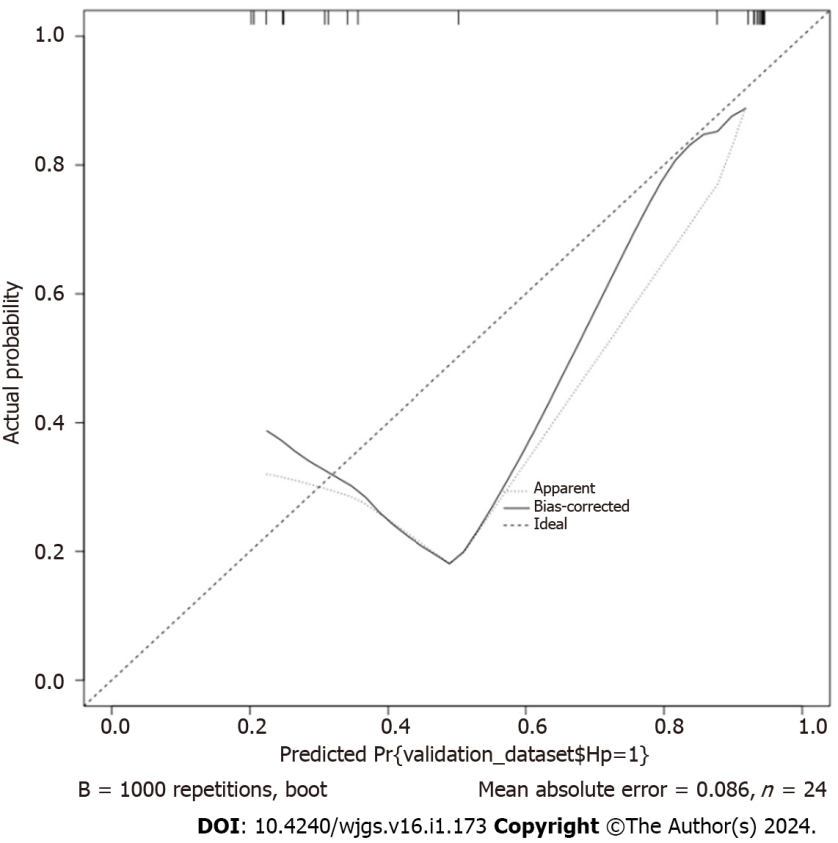 1.0
0.8
0.6
0.4
0.2
0.0
Actual probability
Apparent
Bias-corrected
Ideal
0.0 0.2 0.4 0.6 0.8 1.0
Predicted Pr{validation_dataset$Hp=1}
B = 1000 repetitions, boot Mean absolute error = 0.086, n = 24
DOI: 10.4240/wjgs.v16.i1.173 Copyright ©The Author(s) 2024.